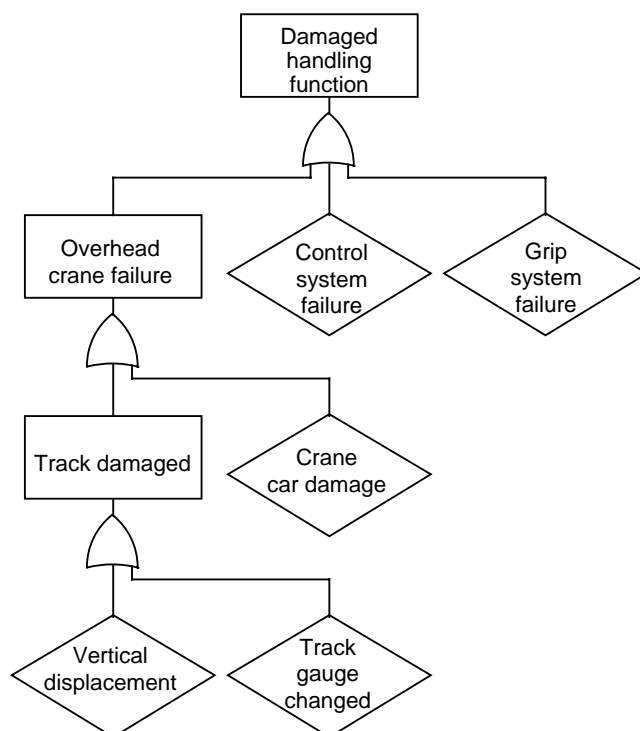 Damaged
handling
function
Overhead
crane failure
Control
system
failure
Grip
system
failure
Track damaged
Crane
car damage
Vertical
displacement
Track
gauge
changed